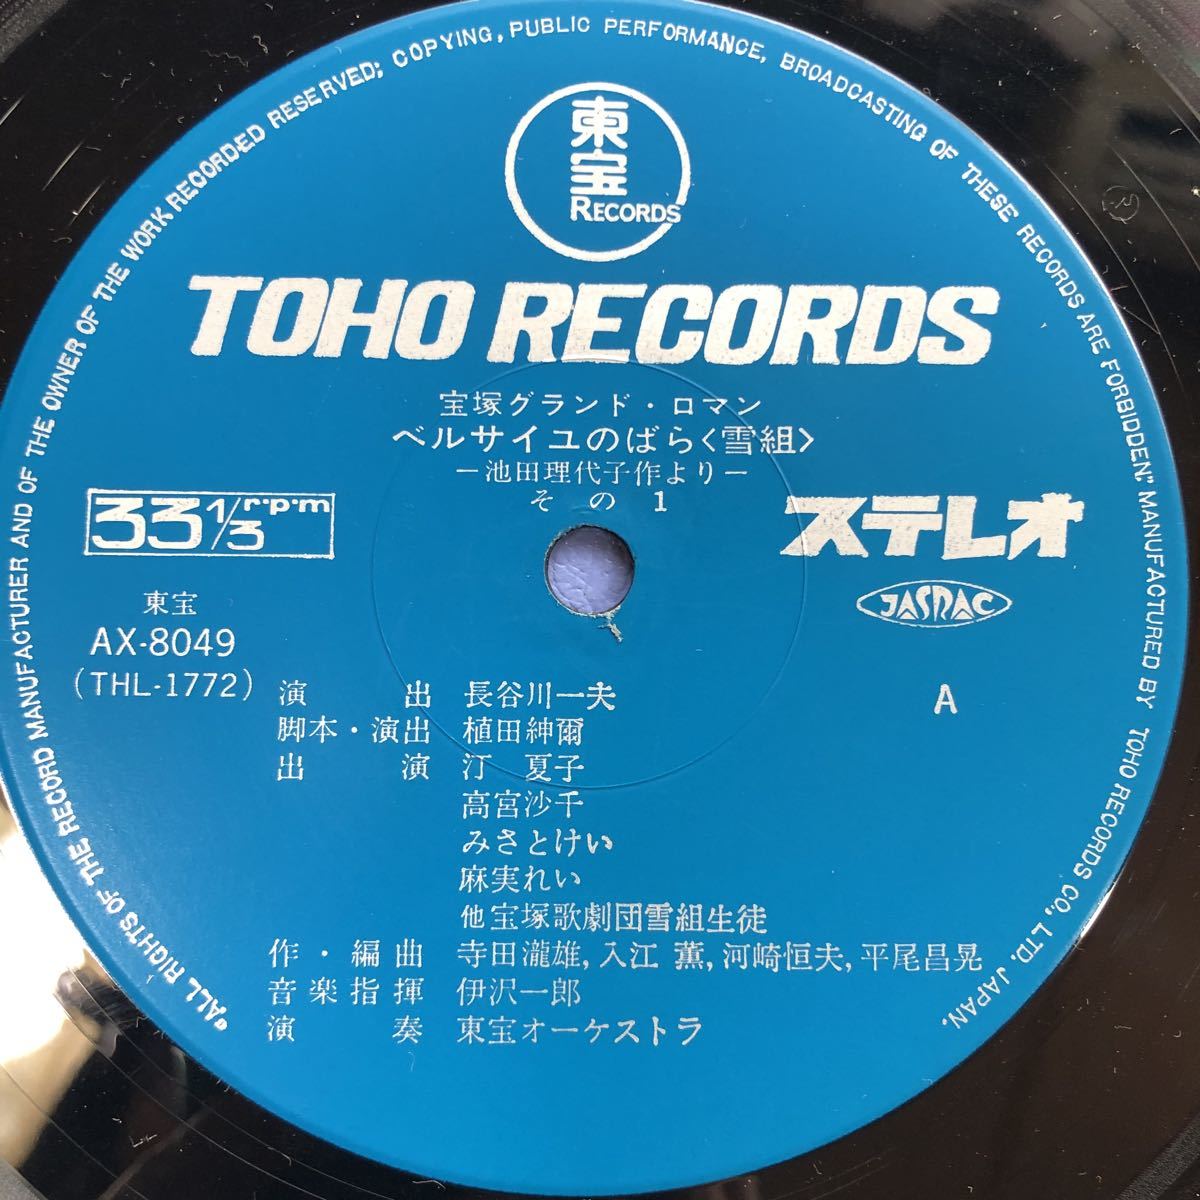 "ALL RIGHTS OF THE RECORD MANUFACTURER AND OF THE OWNER OF THE WORK RECORDED RESERVED; COPYING, PUBLIC PERFORMANCE, BROADCASTING OF THESE RECORDS ARE FORBIDDEN." MANUFACTURED BY TOHO RECORDS CO., LTD. JAPAN.
東宝
RECORDS
TOHO RECORDS
宝塚グランド・ロマン
ベルサイユのばら〈雪組〉
—池田理代子作より—
その1
33 1/3 r・p・m
ステレオ
JASRAC
東宝
AX-8049
(THL-1772)
A
演出 長谷川一夫
脚本・演出 植田紳爾
出演 汀 夏子
高宮沙千
みさとけい
麻実れい
他宝塚歌劇団雪組生徒
作・編曲 寺田瀧雄, 入江 薫, 河崎恒夫, 平尾昌晃
音楽指揮 伊沢一郎
演奏 東宝オーケストラ